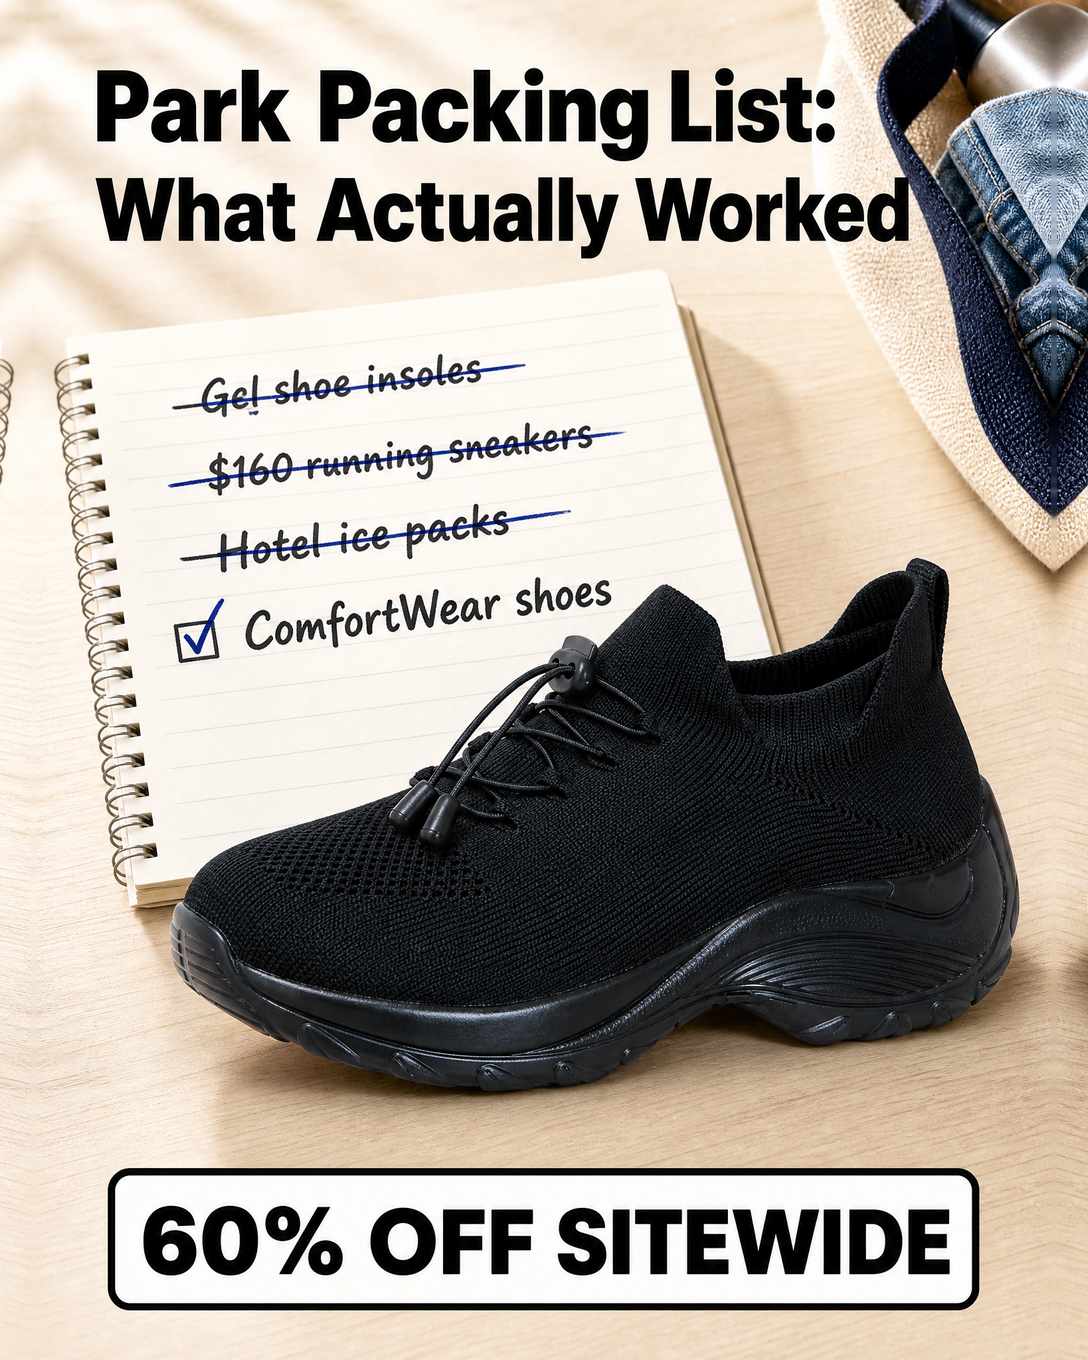 Park Packing List:
What Actually Worked
Gel shoe insoles
$160 running sneakers
Hotel ice packs
ComfortWear shoes
60% OFF SITEWIDE